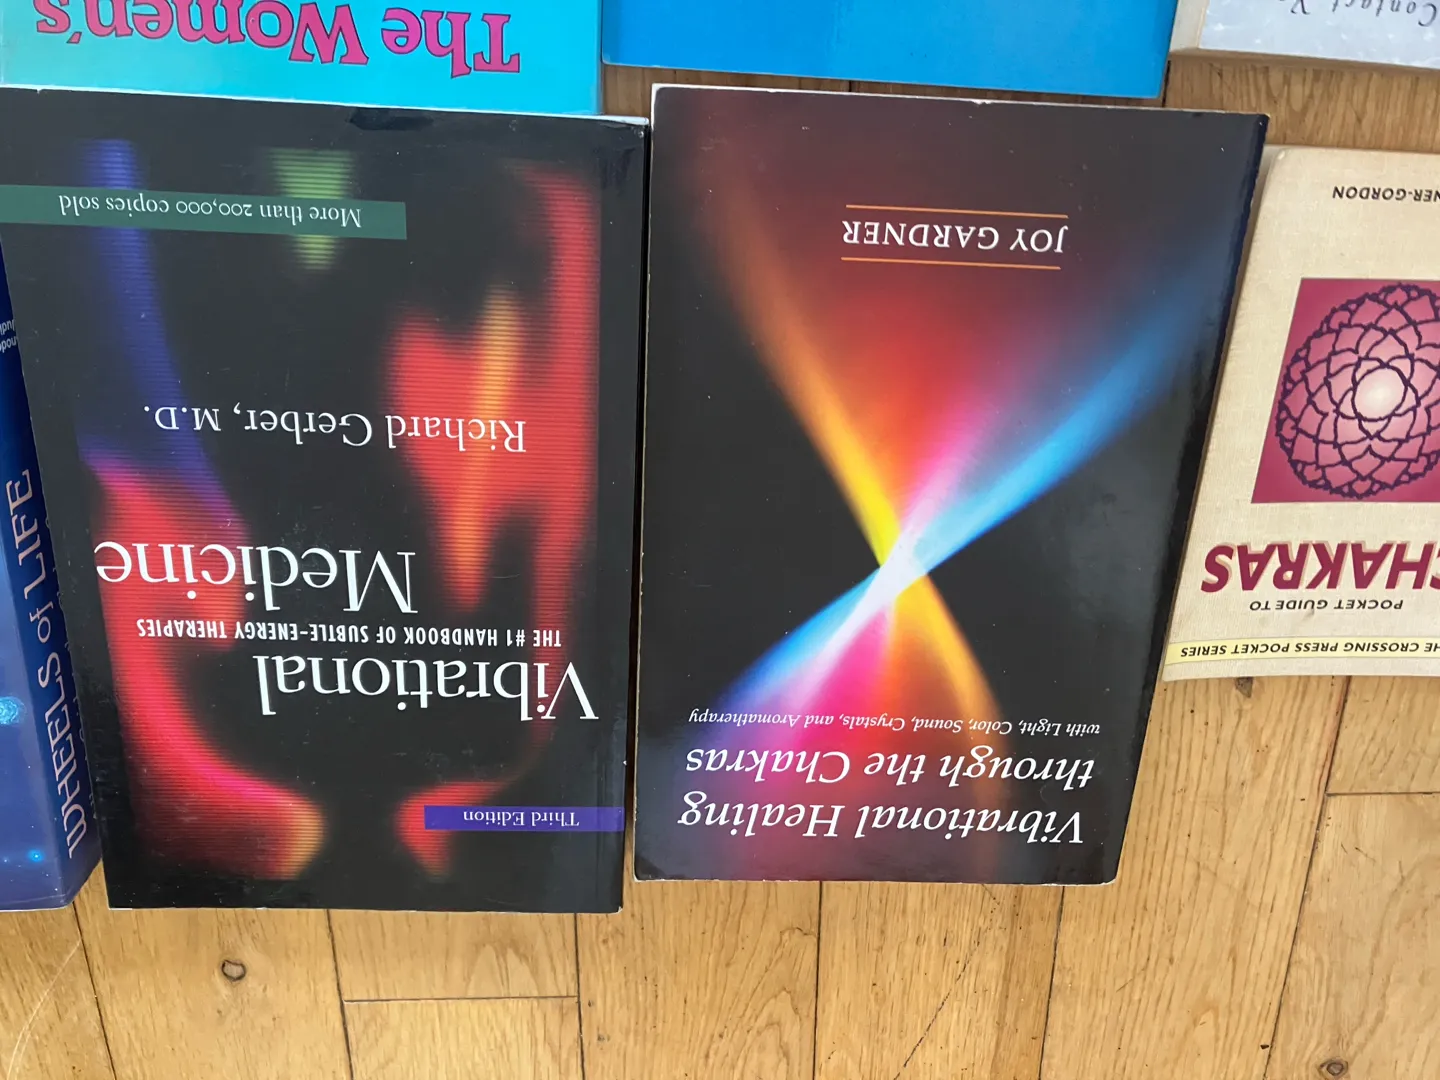 The Women's
Third Edition
Vibrational
THE #1 HANDBOOK OF SUBTLE-ENERGY THERAPIES
Medicine
Richard Gerber, M.D.
More than 200,000 copies sold
Vibrational Healing
through the Chakras
with Light, Color, Sound, Crystals, and Aromatherapy
JOY GARDNER
HE CROSSING PRESS POCKET SERIES
POCKET GUIDE TO
CHAKRAS
NER-GORDON
WHEELS of LIFE
Contact